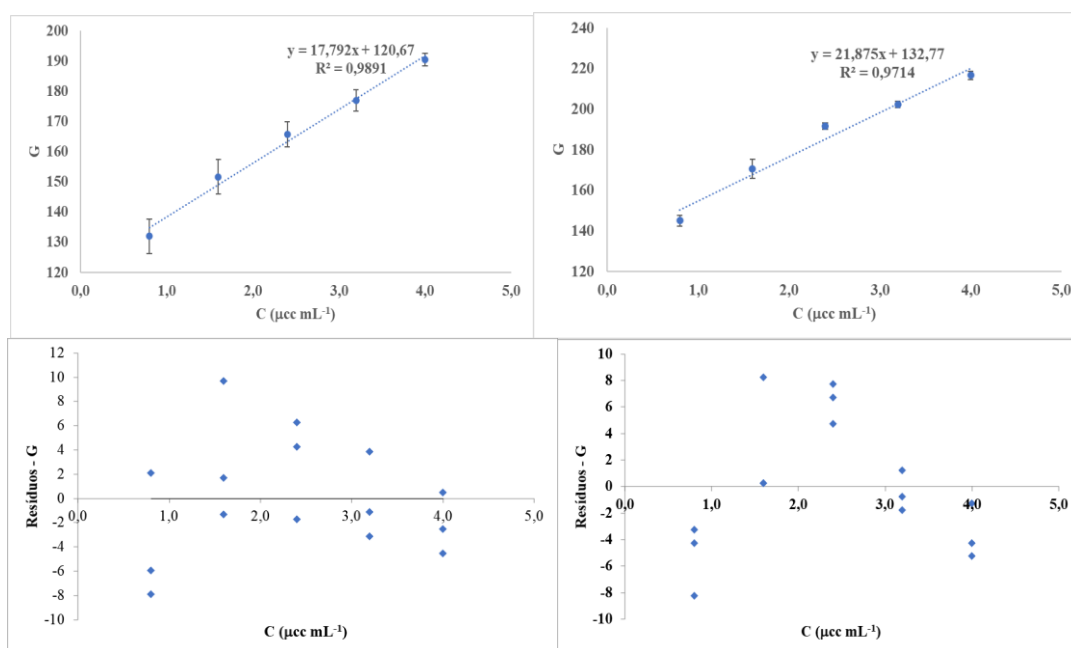 200
190
180
170
160
150
140
130
120
G
y = 17,792x + 120,67
R² = 0,9891
0,0 1,0 2,0 3,0 4,0 5,0
C (µcc mL⁻¹)
240
220
200
180
160
140
120
G
y = 21,875x + 132,77
R² = 0,9714
0,0 1,0 2,0 3,0 4,0 5,0
C (µcc mL⁻¹)
12
10
8
6
4
2
0
-2
-4
-6
-8
-10
Resíduos - G
0,0 1,0 2,0 3,0 4,0 5,0
C (µcc mL⁻¹)
10
8
6
4
2
0
-2
-4
-6
-8
-10
Resíduos - G
0,0 1,0 2,0 3,0 4,0 5,0
C (µcc mL⁻¹)